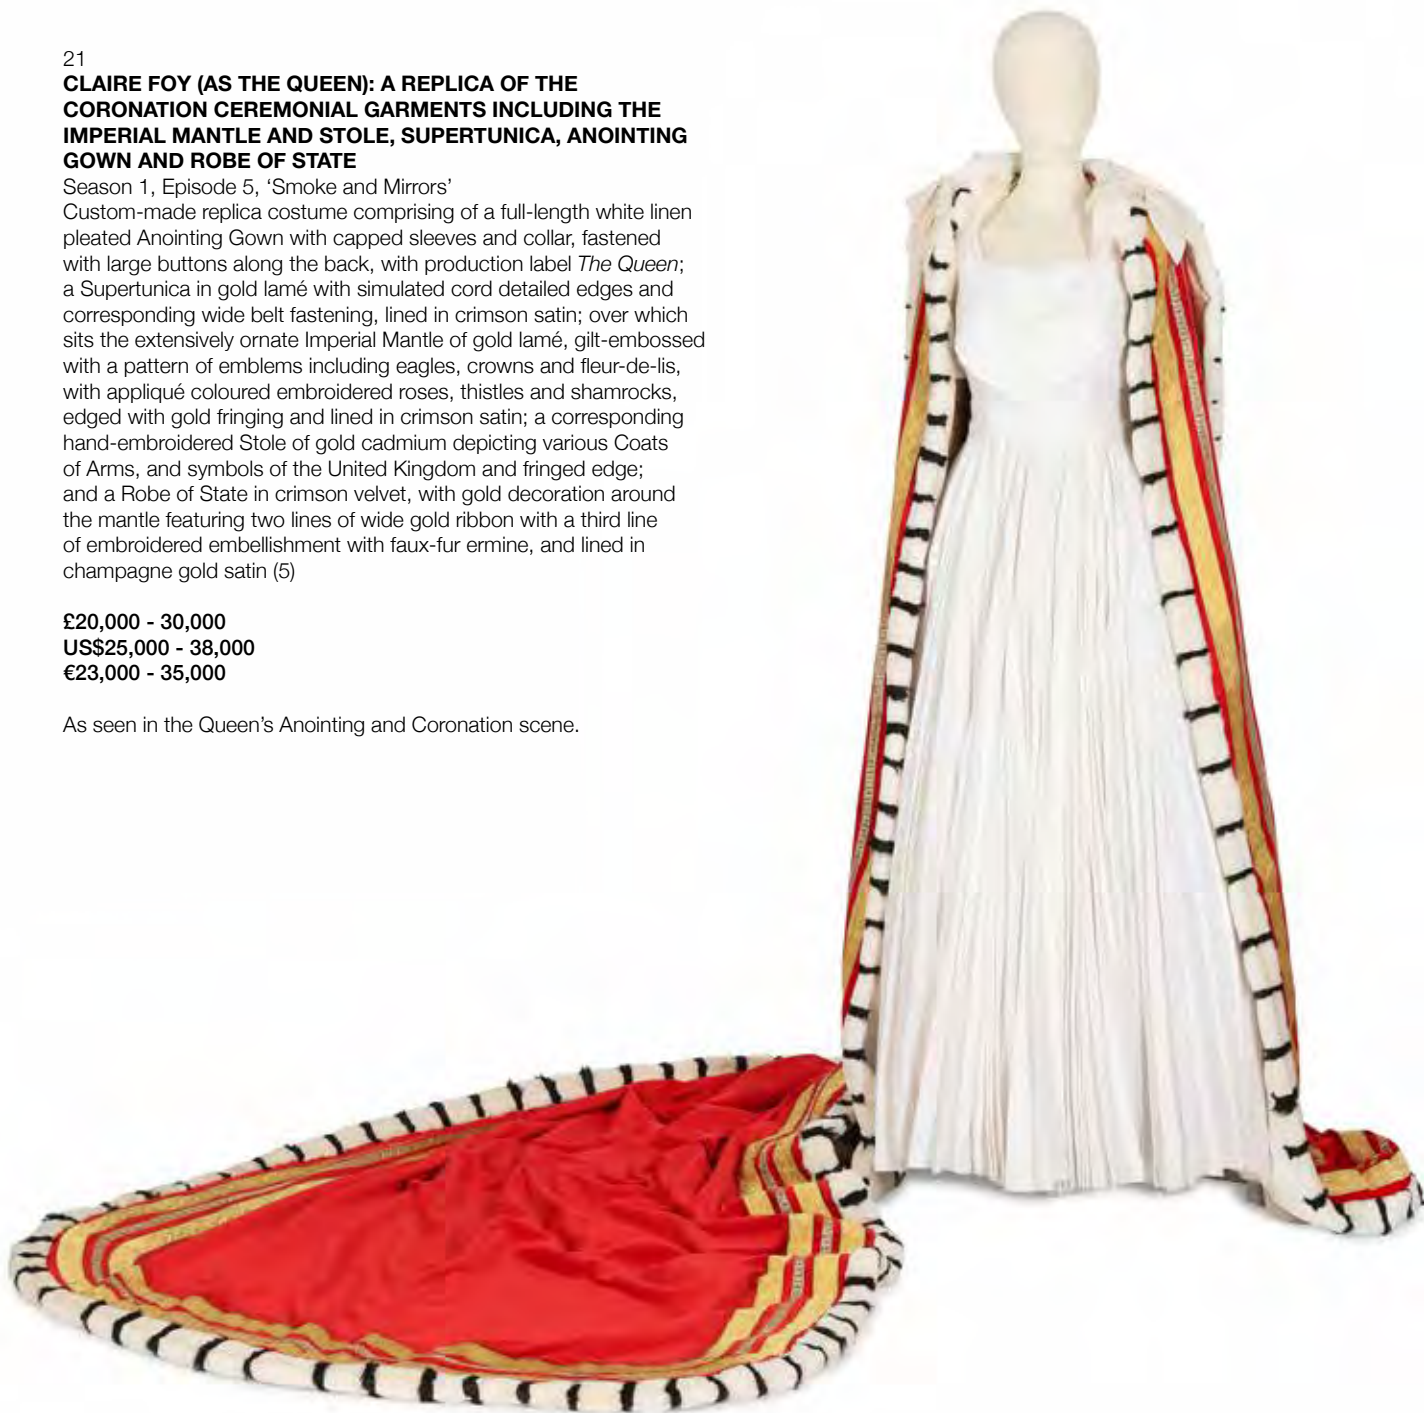 21
CLAIRE FOY (AS THE QUEEN): A REPLICA OF THE
CORONATION CEREMONIAL GARMENTS INCLUDING THE
IMPERIAL MANTLE AND STOLE, SUPERTUNICA, ANOINTING
GOWN AND ROBE OF STATE
Season 1, Episode 5, ‘Smoke and Mirrors’
Custom-made replica costume comprising of a full-length white linen
pleated Anointing Gown with capped sleeves and collar, fastened
with large buttons along the back, with production label The Queen;
a Supertunica in gold lamé with simulated cord detailed edges and
corresponding wide belt fastening, lined in crimson satin; over which
sits the extensively ornate Imperial Mantle of gold lamé, gilt-embossed
with a pattern of emblems including eagles, crowns and fleur-de-lis,
with appliqué coloured embroidered roses, thistles and shamrocks,
edged with gold fringing and lined in crimson satin; a corresponding
hand-embroidered Stole of gold cadmium depicting various Coats
of Arms, and symbols of the United Kingdom and fringed edge;
and a Robe of State in crimson velvet, with gold decoration around
the mantle featuring two lines of wide gold ribbon with a third line
of embroidered embellishment with faux-fur ermine, and lined in
champagne gold satin (5)
£20,000 - 30,000
US$25,000 - 38,000
€23,000 - 35,000
As seen in the Queen’s Anointing and Coronation scene.